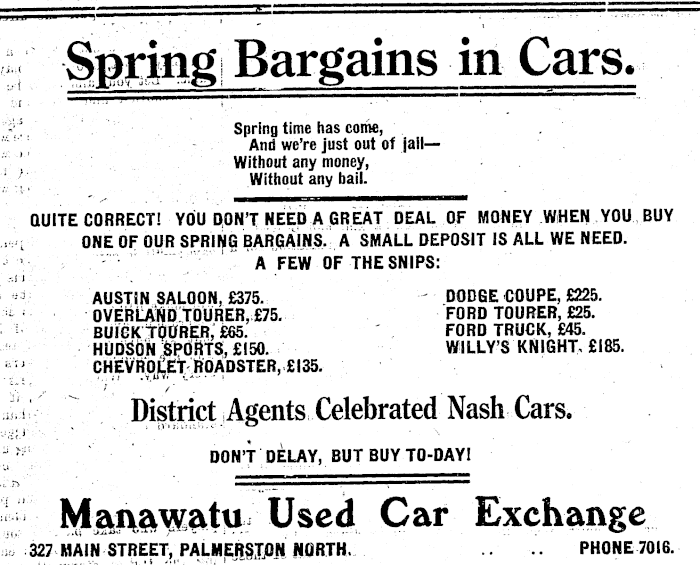 Spring Bargains in Cars.
Spring time has come,
And we're just out of jail—
Without any money,
Without any bail.
QUITE CORRECT! YOU DON'T NEED A GREAT DEAL OF MONEY WHEN YOU BUY
ONE OF OUR SPRING BARGAINS. A SMALL DEPOSIT IS ALL WE NEED.
A FEW OF THE SNIPS:
AUSTIN SALOON, £375.
OVERLAND TOURER, £75.
BUICK TOURER, £65.
HUDSON SPORTS, £150.
CHEVROLET ROADSTER, £135.
DODGE COUPE, £225.
FORD TOURER, £25.
FORD TRUCK, £45.
WILLY'S KNIGHT, £185.
District Agents Celebrated Nash Cars.
DON'T DELAY, BUT BUY TO-DAY!
Manawatu Used Car Exchange
327 MAIN STREET, PALMERSTON NORTH. .. .. PHONE 7016.